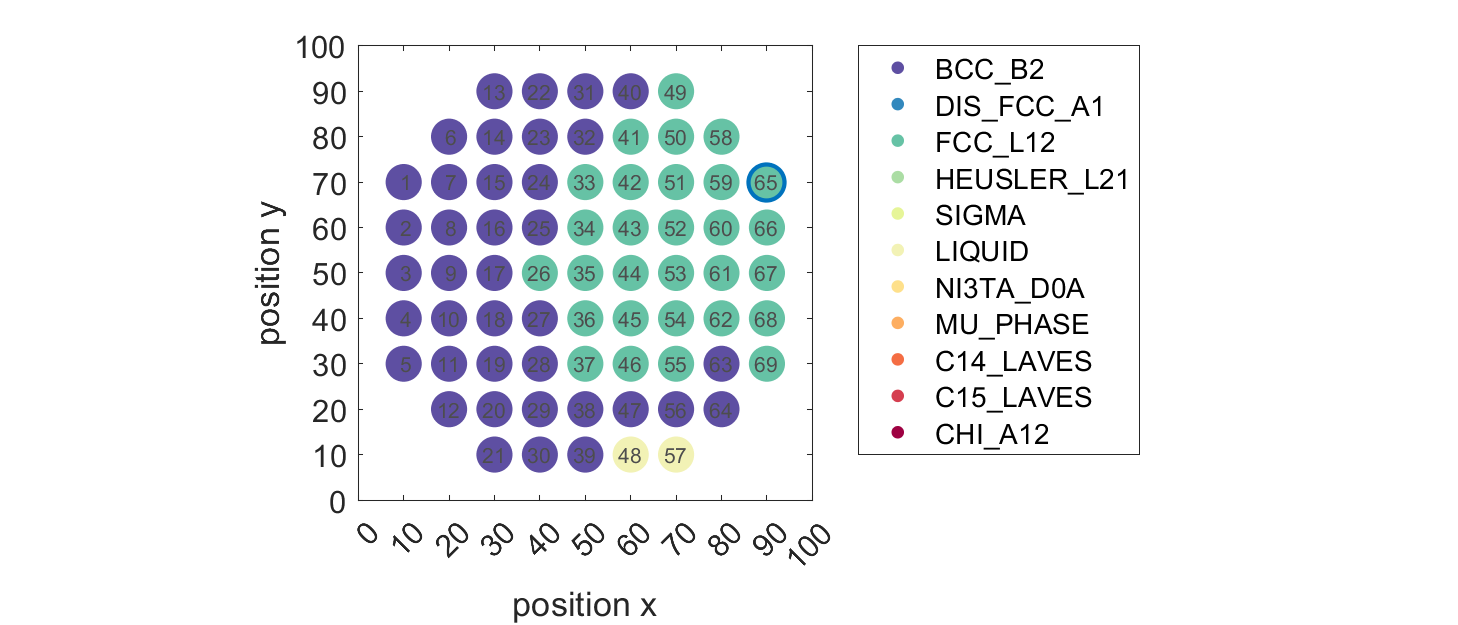 100
90
80
70
60
50
40
30
20
10
0
13 22 31 40 49
6 14 23 32 41 50 58
1 7 15 24 33 42 51 59 65
2 8 16 25 34 43 52 60 66
3 9 17 26 35 44 53 61 67
4 10 18 27 36 45 54 62 68
5 11 19 28 37 46 55 63 69
12 20 29 38 47 56 64
21 30 39 48 57
0 10 20 30 40 50 60 70 80 90 100
position x
position y
BCC_B2
DIS_FCC_A1
FCC_L12
HEUSLER_L21
SIGMA
LIQUID
NI3TA_D0A
MU_PHASE
C14_LAVES
C15_LAVES
CHI_A12